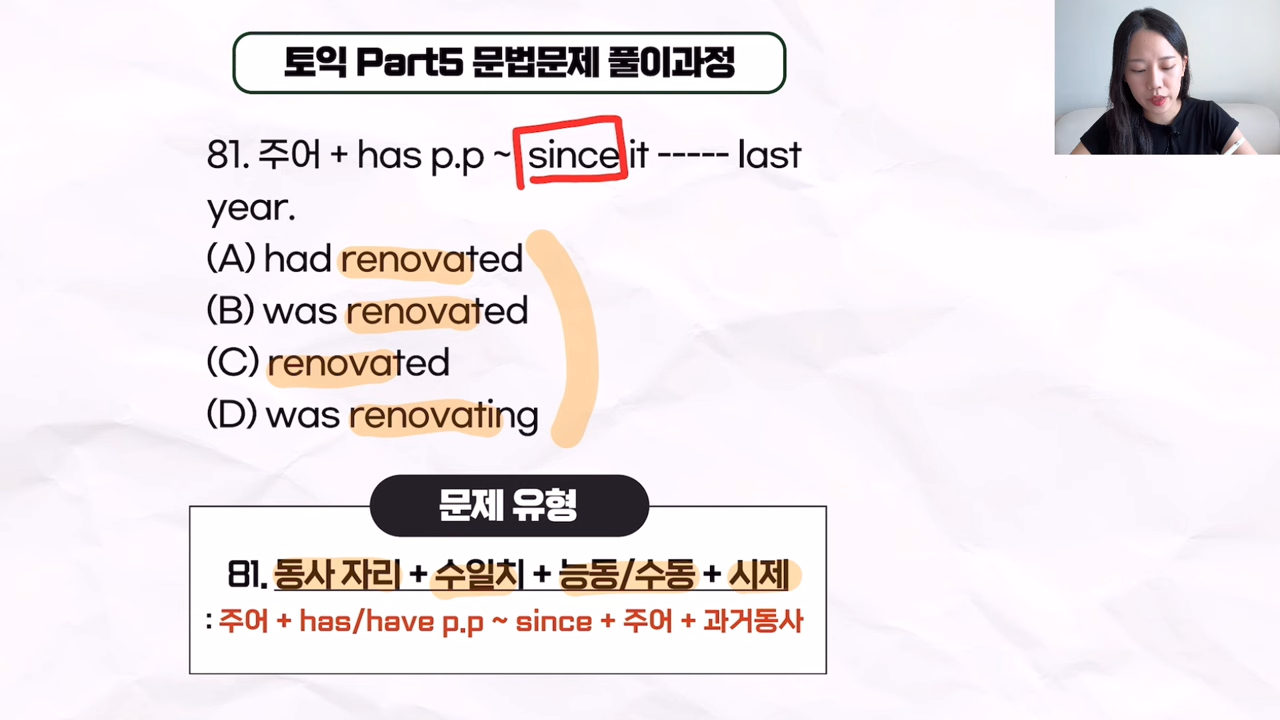 토익 Part5 문법문제 풀이과정
81. 주어 + has p.p ~ since it ----- last
year.
(A) had renovated
(B) was renovated
(C) renovated
(D) was renovating
문제 유형
81. 동사 자리 + 수일치 + 능동/수동 + 시제
: 주어 + has/have p.p ~ since + 주어 + 과거동사